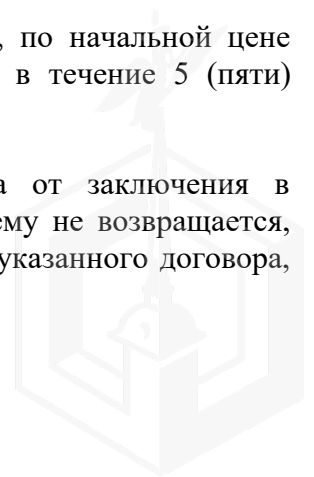 , по начальной цене
в течение 5 (пяти)
а от заключения в
ему не возвращается,
указанного договора,